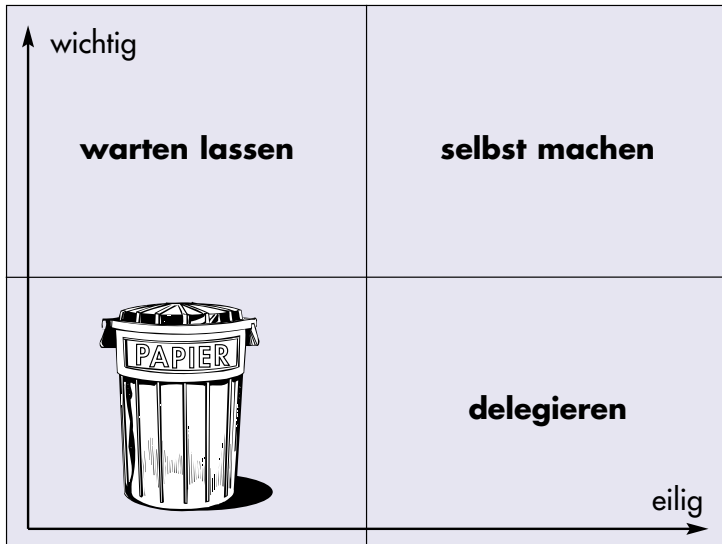 wichtig
warten lassen
selbst machen
PAPIER
delegieren
eilig